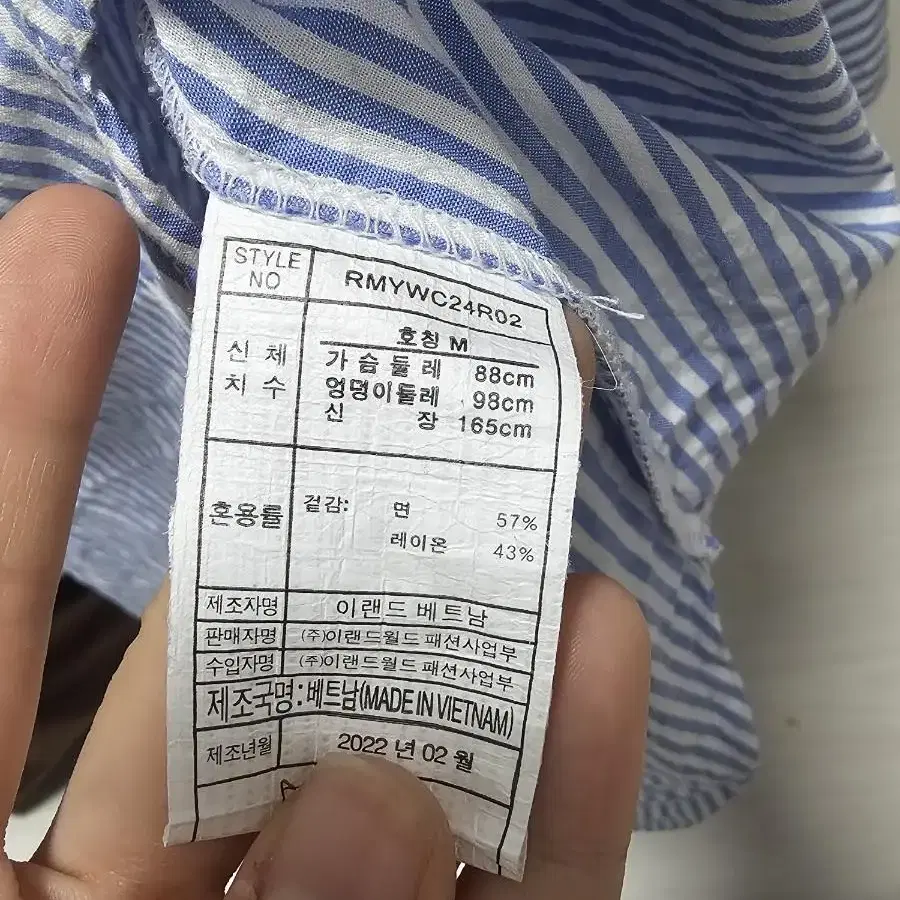 STYLE NO RMYWC24R02
호칭 M
신체 치수
가슴둘레 88cm
엉덩이둘레 98cm
신장 165cm
혼용률
겉감: 면 57%
레이온 43%
제조자명 이랜드 베트남
판매자명 (주)이랜드월드 패션사업부
수입자명 (주)이랜드월드 패션사업부
제조국명:베트남(MADE IN VIETNAM)
제조년월 2022 년 02 월